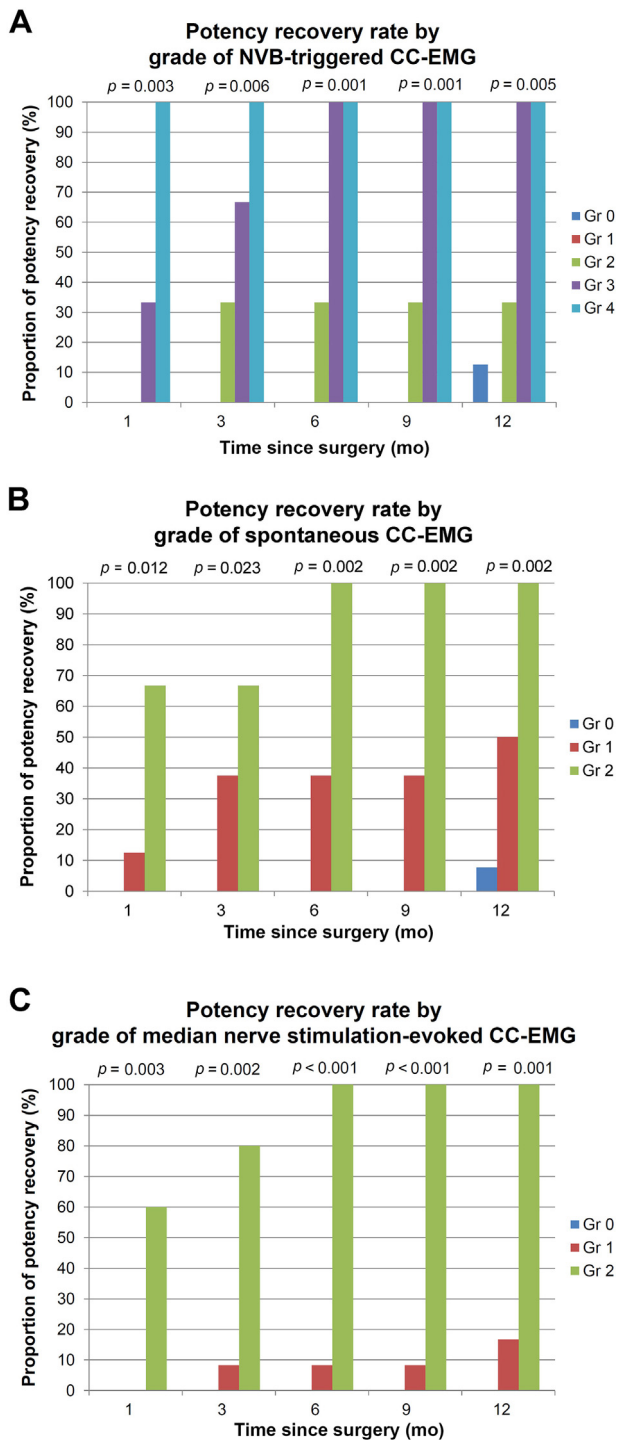 A
Potency recovery rate by
grade of NVB-triggered CC-EMG
p = 0.003 p = 0.006 p = 0.001 p = 0.001 p = 0.005
Proportion of potency recovery (%)
100
90
80
70
60
50
40
30
20
10
0
1 3 6 9 12
Time since surgery (mo)
Gr 0
Gr 1
Gr 2
Gr 3
Gr 4
B
Potency recovery rate by
grade of spontaneous CC-EMG
p = 0.012 p = 0.023 p = 0.002 p = 0.002 p = 0.002
Proportion of potency recovery (%)
100
90
80
70
60
50
40
30
20
10
0
1 3 6 9 12
Time since surgery (mo)
Gr 0
Gr 1
Gr 2
C
Potency recovery rate by
grade of median nerve stimulation-evoked CC-EMG
p = 0.003 p = 0.002 p < 0.001 p < 0.001 p = 0.001
Proportion of potency recovery (%)
100
90
80
70
60
50
40
30
20
10
0
1 3 6 9 12
Time since surgery (mo)
Gr 0
Gr 1
Gr 2